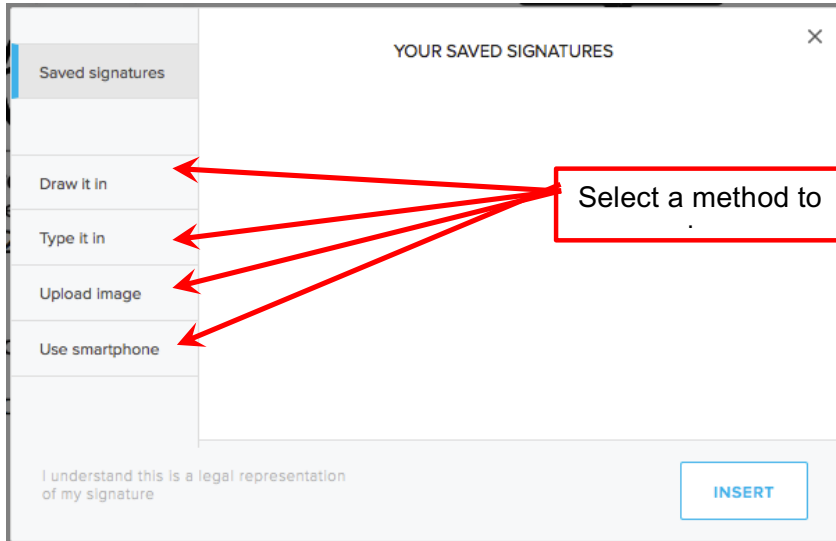 YOUR SAVED SIGNATURES
Saved signatures
Draw it in
Type it in
Upload image
Use smartphone
Select a method to
I understand this is a legal representation
of my signature
INSERT